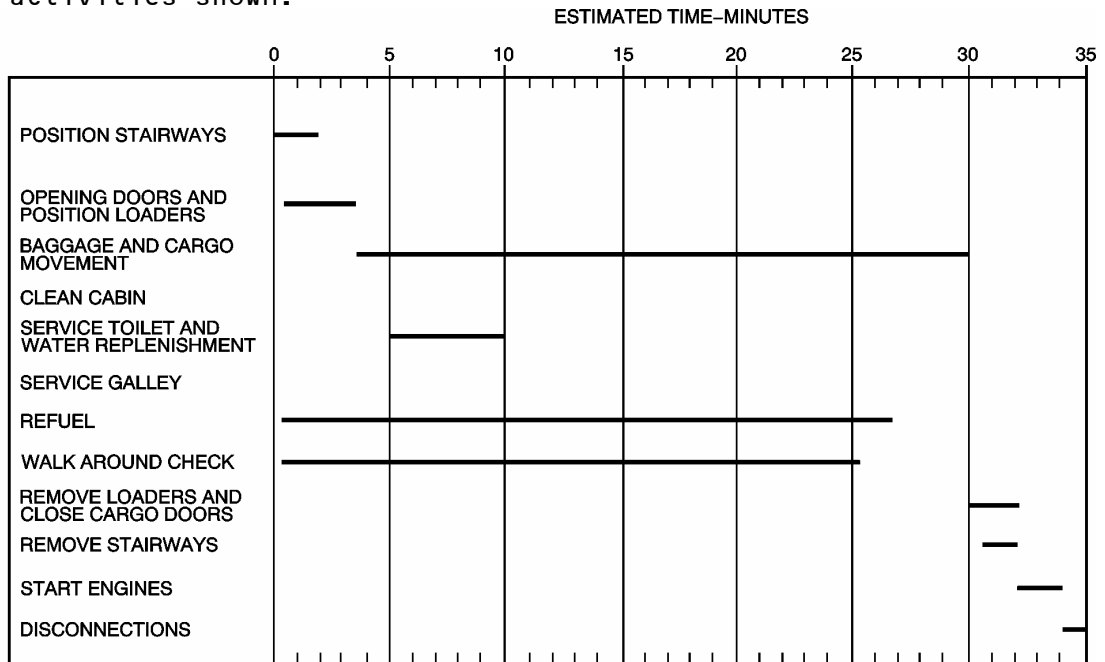 activities shown.
ESTIMATED TIME–MINUTES
0 5 10 15 20 25 30 35
POSITION STAIRWAYS
OPENING DOORS AND
POSITION LOADERS
BAGGAGE AND CARGO
MOVEMENT
CLEAN CABIN
SERVICE TOILET AND
WATER REPLENISHMENT
SERVICE GALLEY
REFUEL
WALK AROUND CHECK
REMOVE LOADERS AND
CLOSE CARGO DOORS
REMOVE STAIRWAYS
START ENGINES
DISCONNECTIONS